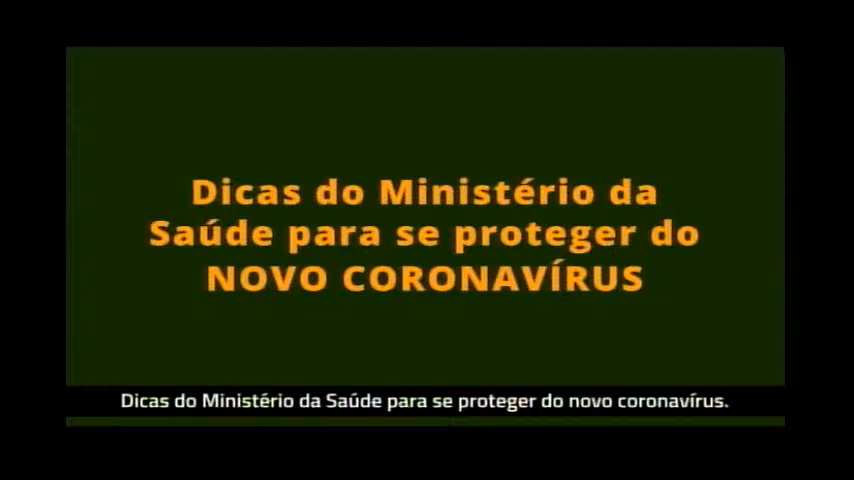 Dicas do Ministério da
Saúde para se proteger do
NOVO CORONAVÍRUS
Dicas do Ministério da Saúde para se proteger do novo coronavírus.